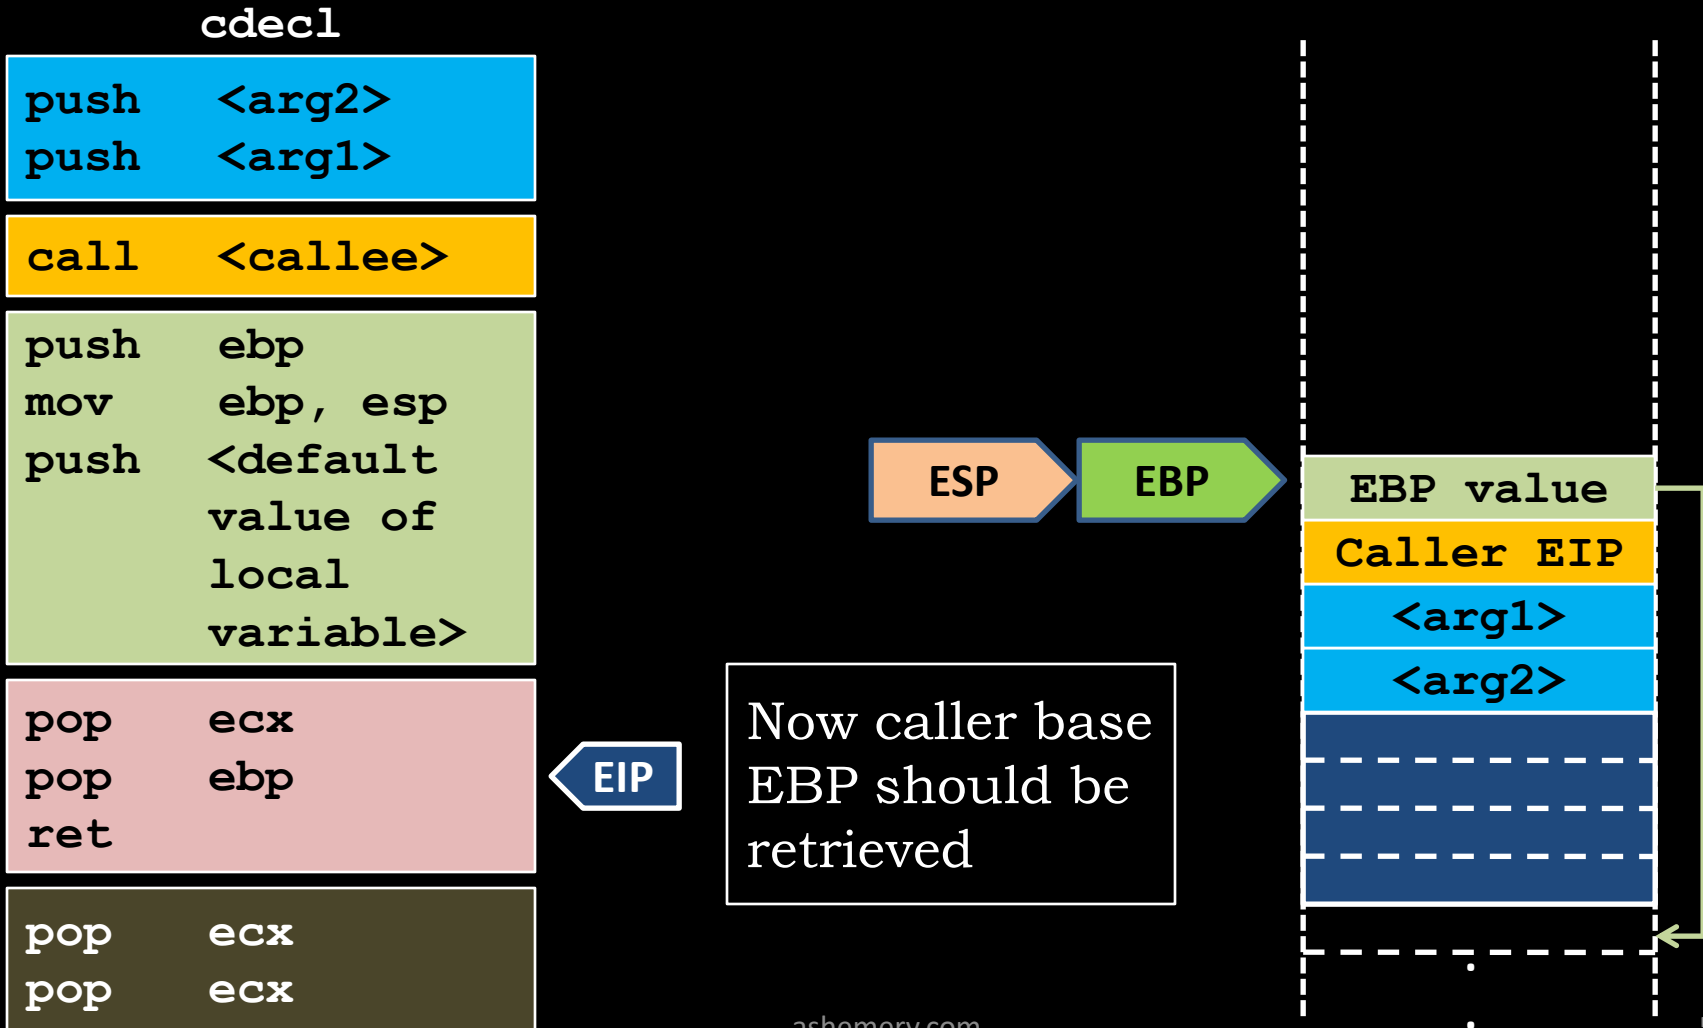 cdecl
push <arg2>
push <arg1>
call <callee>
push ebp
mov ebp, esp
push <default
value of
local
variable>
pop ecx
pop ebp
ret
pop ecx
pop ecx
EIP
Now caller base
EBP should be
retrieved
ESP
EBP
EBP value
Caller EIP
<arg1>
<arg2>
ashemery.com